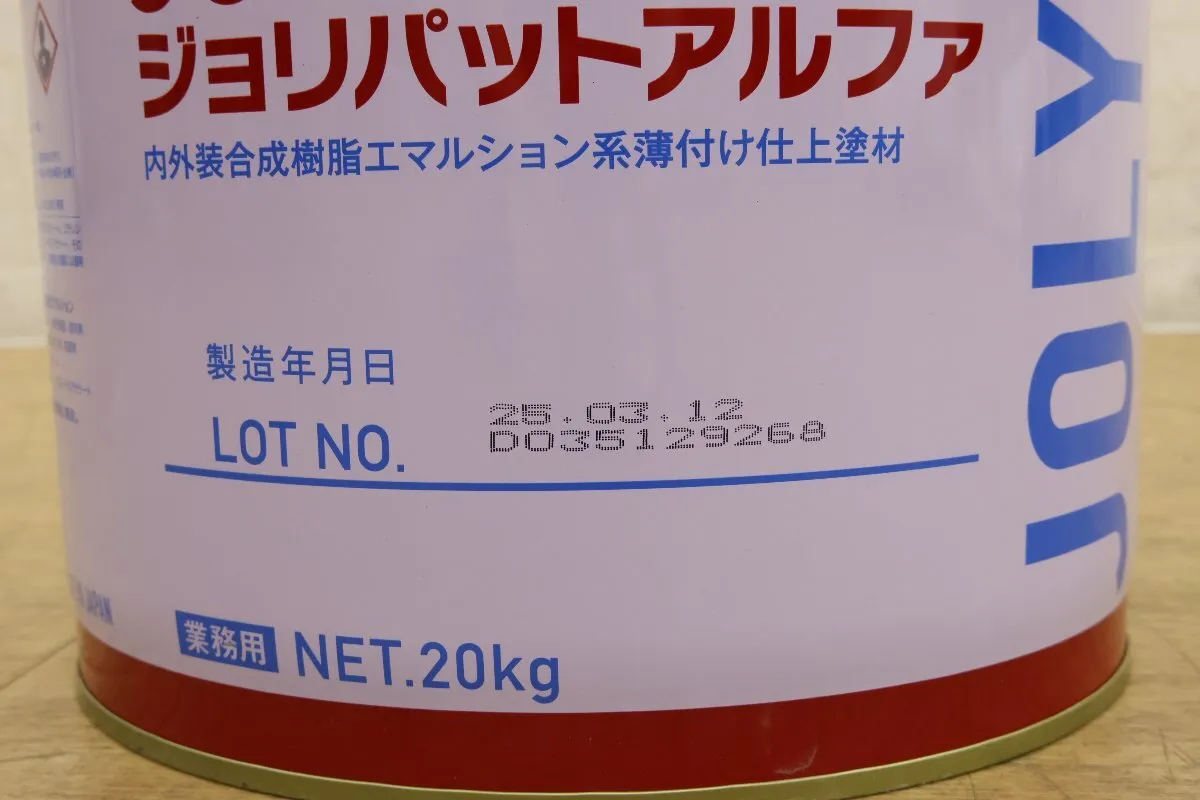 ジョリパットアルファ
内外装合成樹脂エマルション系薄付け仕上塗材
製造年月日
25.03.12
LOT NO.
D035129268
業務用 NET.20kg
JOLY
JAPAN